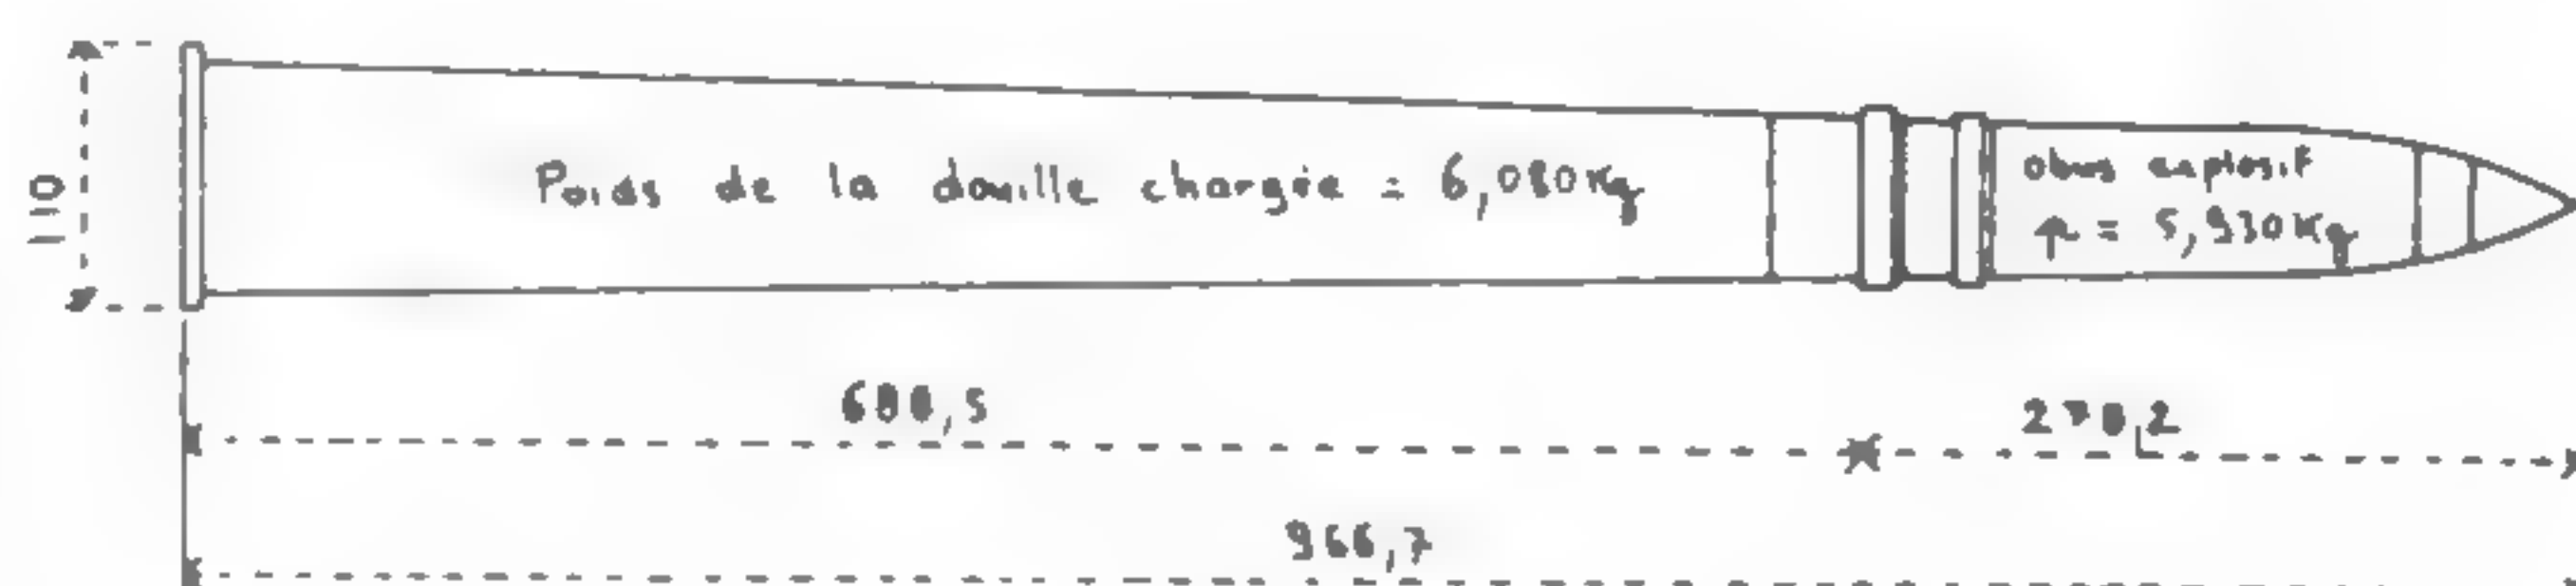 110
Poids de la douille chargée = 6,080Kg
obus explosif
= 5,930Kg
688,5
278,2
966,7